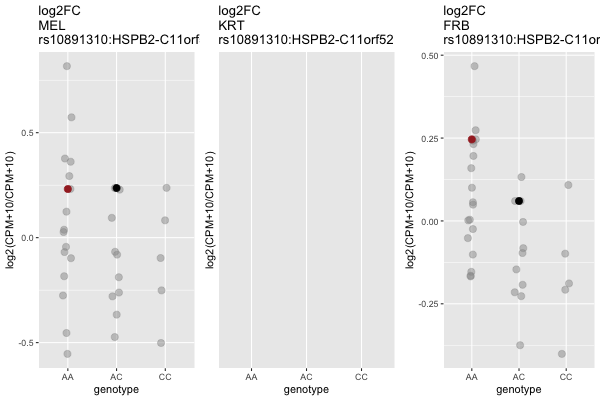 log2FC
MEL
rs10891310:HSPB2-C11orf
log2(CPM+10/CPM+10)
0.5
0.0
-0.5
AA AC CC
genotype
log2FC
KRT
rs10891310:HSPB2-C11orf52
log2(CPM+10/CPM+10)
AA AC CC
genotype
log2FC
FRB
rs10891310:HSPB2-C11or
log2(CPM+10/CPM+10)
0.50
0.25
0.00
-0.25
AA AC CC
genotype